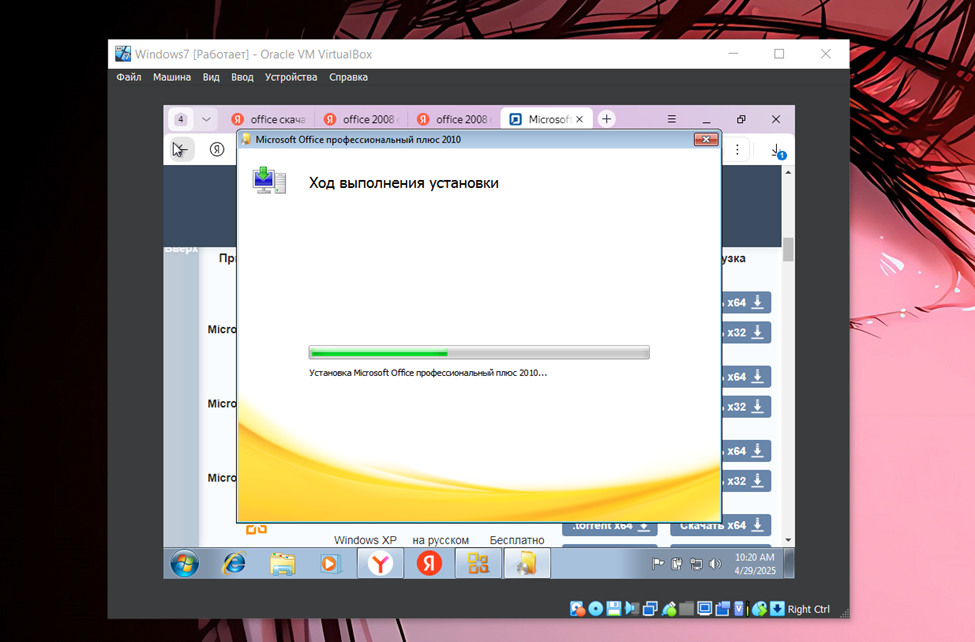 Windows7 [Работает] - Oracle VM VirtualBox
Файл Машина Вид Ввод Устройства Справка
4 office скача office 2008 office 2008 Microsof
Microsoft Office профессиональный плюс 2010
1
Ход выполнения установки
Вверх
узка
x64
Micro x32
Установка Microsoft Office профессиональный плюс 2010...
x64
Micro x32
x64
Micro x32
.torrent x64 Скачать x64
Windows XP на русском Бесплатно
10:20 AM
4/29/2025
Right Ctrl